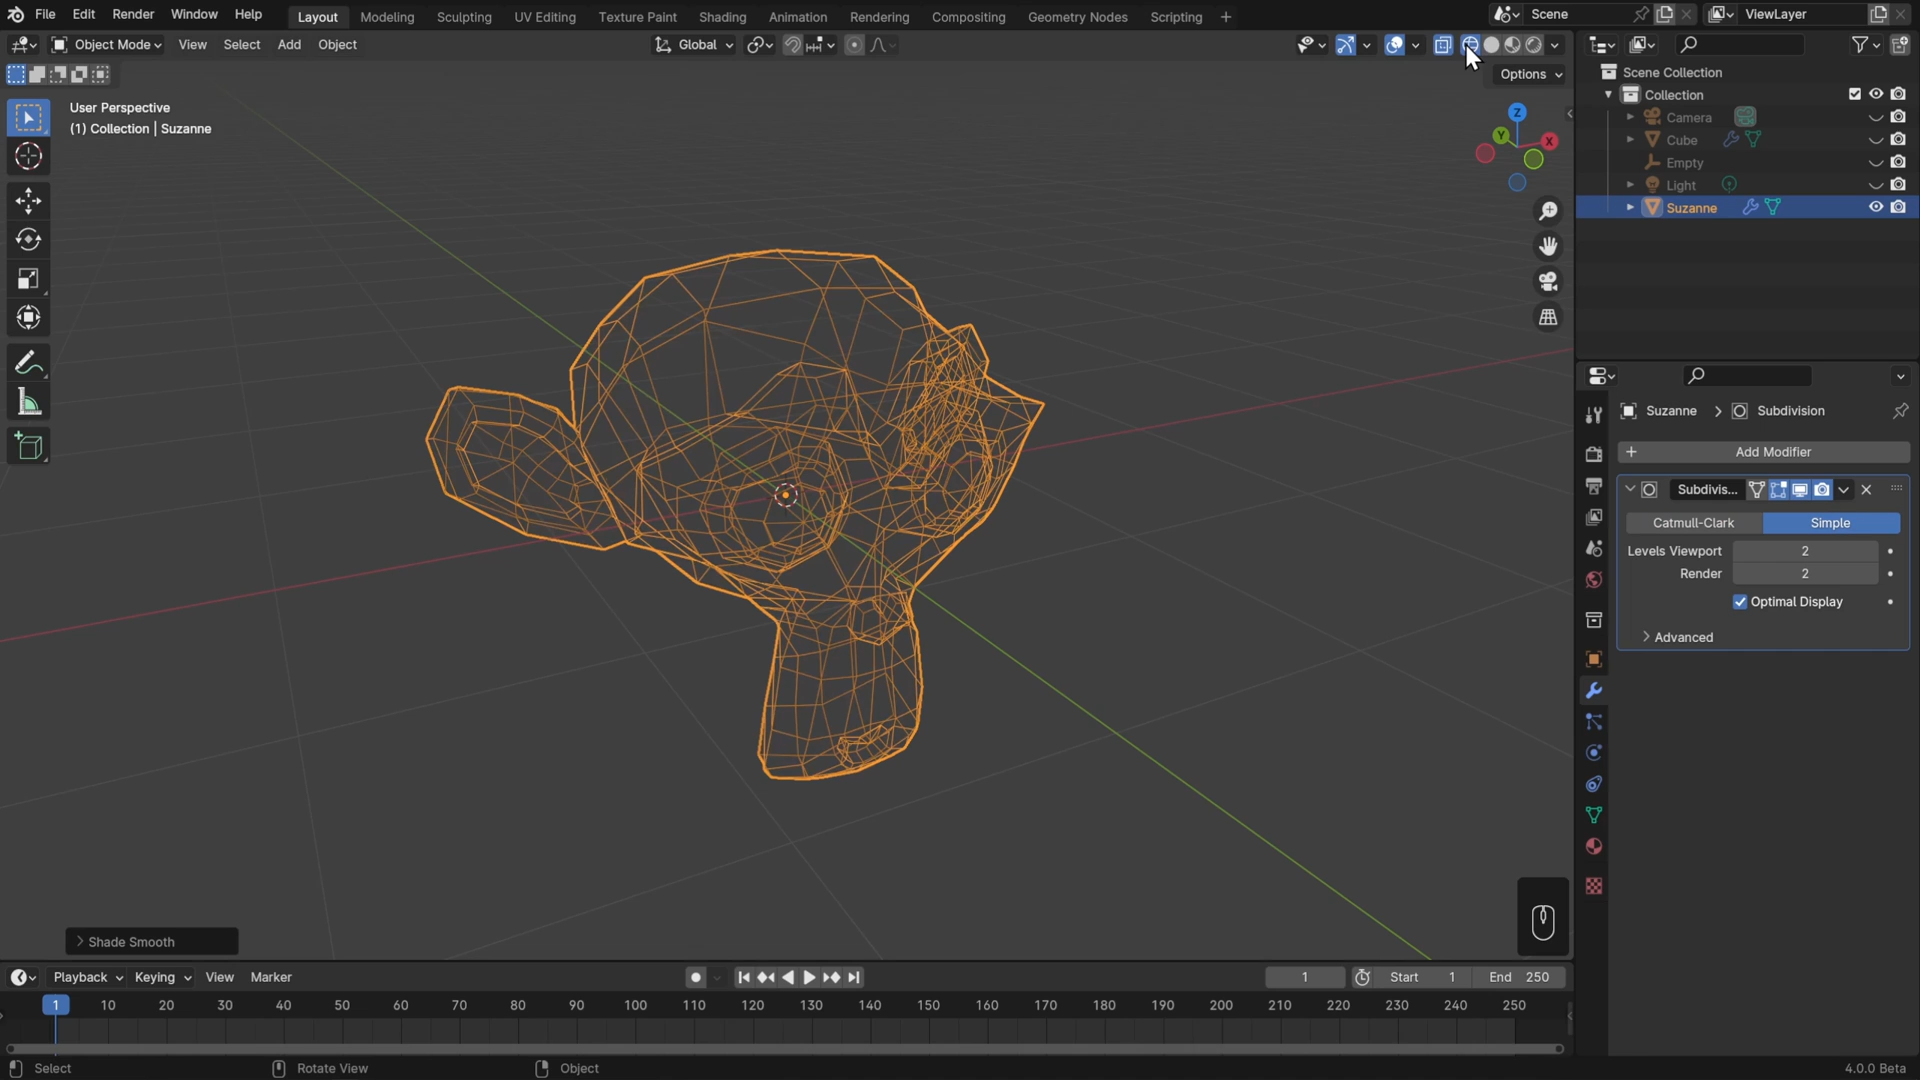 File Edit Render Window Help Layout Modeling Sculpting UV Editing Texture Paint Shading Animation Rendering Compositing Geometry Nodes Scripting + Scene ViewLayer
Object Mode View Select Add Object Global
Options
User Perspective
(1) Collection | Suzanne
Z
Y
X
Scene Collection
Collection
Camera
Cube
Empty
Light
Suzanne
Suzanne > Subdivision
+ Add Modifier
Subdivis...
Catmull-Clark Simple
Levels Viewport 2
Render 2
Optimal Display
> Advanced
> Shade Smooth
Playback Keying View Marker 1 Start 1 End 250
1 10 20 30 40 50 60 70 80 90 100 110 120 130 140 150 160 170 180 190 200 210 220 230 240 250
Select Rotate View Object 4.0.0 Beta